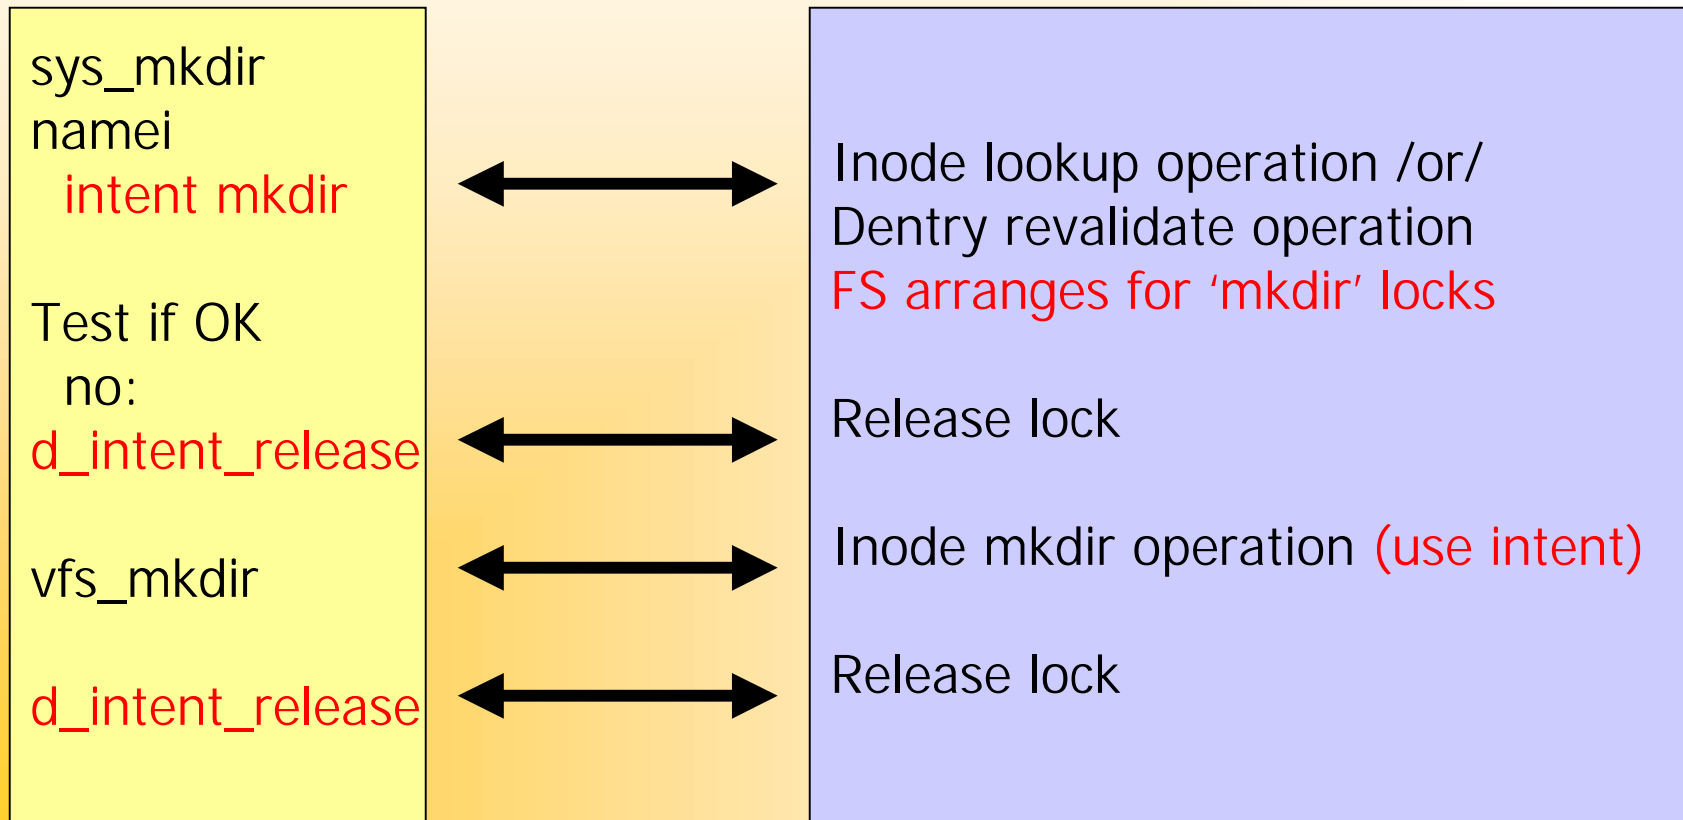 sys_mkdir
namei
intent mkdir
Test if OK
no:
d_intent_release
vfs_mkdir
d_intent_release
Inode lookup operation /or/
Dentry revalidate operation
FS arranges for ‘mkdir’ locks
Release lock
Inode mkdir operation (use intent)
Release lock